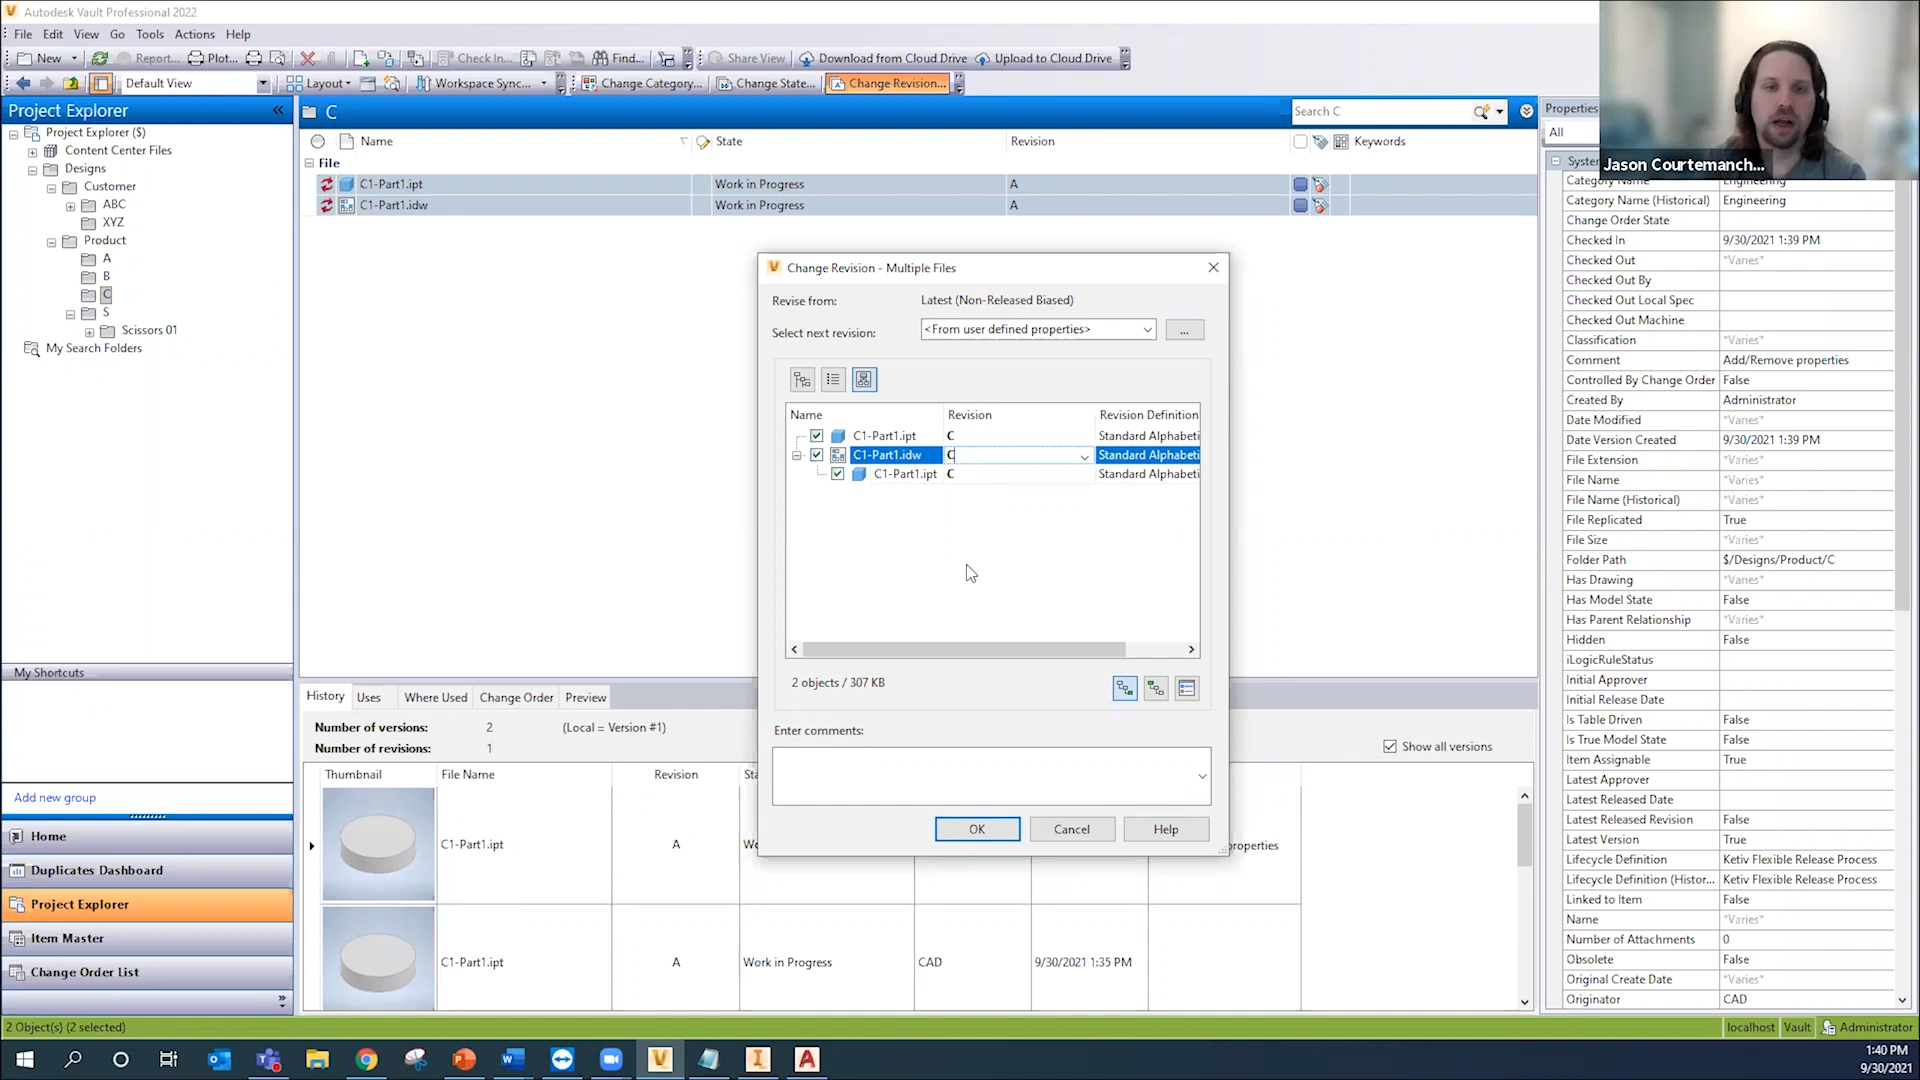 Autodesk Vault Professional 2022
File Edit View Go Tools Actions Help
New Report... Plot... Check In... Find... Share View Download from Cloud Drive Upload to Cloud Drive
Default View Layout Workspace Sync... Change Category... Change State... Change Revision...
Project Explorer «
Project Explorer ($)
Content Center Files
Designs
Customer
ABC
XYZ
Product
A
B
C
S
Scissors 01
My Search Folders
My Shortcuts
Add new group
Home
Duplicates Dashboard
Project Explorer
Item Master
Change Order List
»
C
Search C
Name State Revision Keywords
File
C1-Part1.ipt Work in Progress A
C1-Part1.idw Work in Progress A
Change Revision - Multiple Files
Revise from: Latest (Non-Released Biased)
Select next revision: <From user defined properties> ...
Name Revision Revision Definition
C1-Part1.ipt C Standard Alphabeti
C1-Part1.idw C Standard Alphabeti
C1-Part1.ipt C Standard Alphabeti
2 objects / 307 KB
Enter comments:
OK Cancel Help
History Uses Where Used Change Order Preview
Number of versions: 2 (Local = Version #1)
Number of revisions: 1
Show all versions
Thumbnail File Name Revision Sta
C1-Part1.ipt A Wo properties
C1-Part1.ipt A Work in Progress CAD 9/30/2021 1:35 PM
Properties
All
Jason Courtemanch...
Syster
Category Name Engineering
Category Name (Historical) Engineering
Change Order State
Checked In 9/30/2021 1:39 PM
Checked Out *Varies*
Checked Out By
Checked Out Local Spec
Checked Out Machine
Classification *Varies*
Comment Add/Remove properties
Controlled By Change Order False
Created By Administrator
Date Modified *Varies*
Date Version Created 9/30/2021 1:39 PM
File Extension *Varies*
File Name *Varies*
File Name (Historical) *Varies*
File Replicated True
File Size *Varies*
Folder Path $/Designs/Product/C
Has Drawing *Varies*
Has Model State False
Has Parent Relationship *Varies*
Hidden False
iLogicRuleStatus
Initial Approver
Initial Release Date
Is Table Driven False
Is True Model State False
Item Assignable True
Latest Approver
Latest Released Date
Latest Released Revision False
Latest Version True
Lifecycle Definition Ketiv Flexible Release Process
Lifecycle Definition (Histor... Ketiv Flexible Release Process
Linked to Item False
Name *Varies*
Number of Attachments 0
Obsolete False
Original Create Date *Varies*
Originator CAD
2 Object(s) (2 selected) localhost Vault Administrator
1:40 PM
9/30/2021